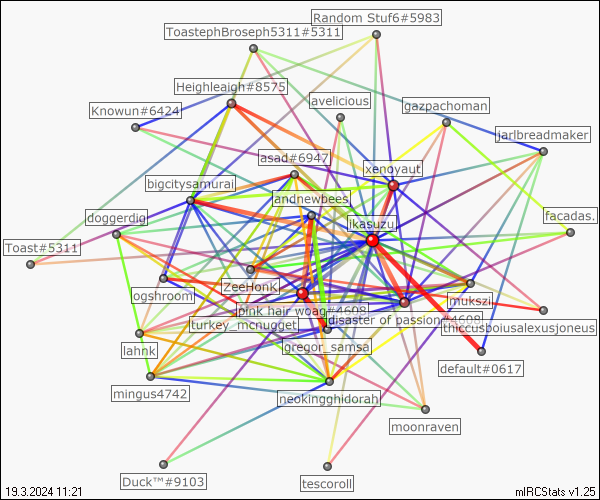 Random Stuf6#5983
ToastephBroseph5311#5311
Heighleaigh#8575
avelicious
gazpachoman
Knowun#6424
jarlbreadmaker
asad#6947
xenoyaut
bigcitysamurai
andnewbees
doggerdig
ikasuzu
facadas.
Toast#5311
ZeeHonK
ogshroom
mukszi
pink hair woag#4609
disaster of passion#4608
turkey_mcnugget
thiccusboiusalexusjoneus
lahnk
gregor_samsa
default#0617
mingus4742
neokingghidorah
moonraven
Duck™#9103
tescoroll
19.3.2024 11:21
mIRCStats v1.25